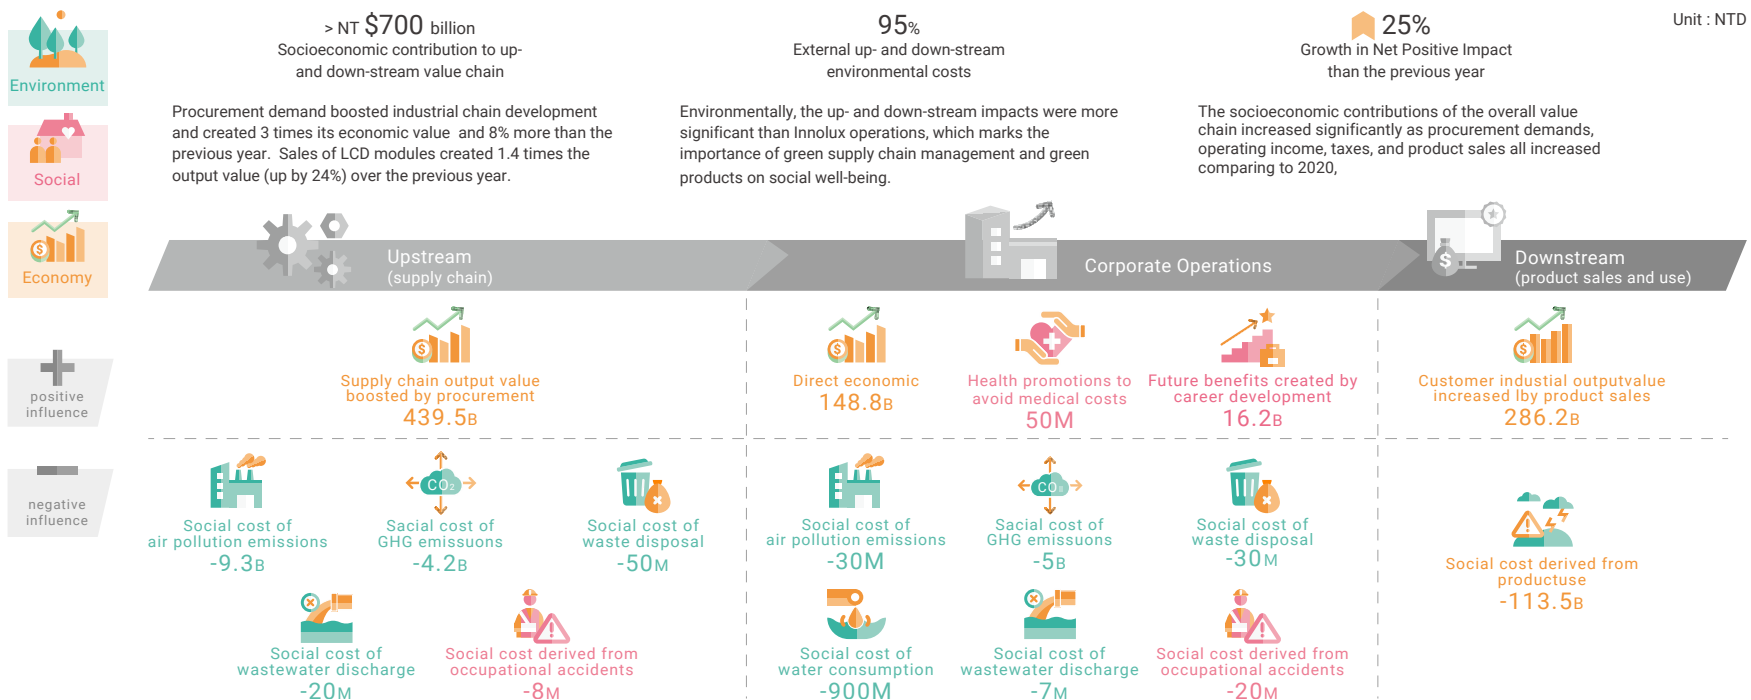 > NT $700 billion
Socioeconomic contribution to up-
and down-stream value chain
95%
External up- and down-stream
environmental costs
25%
Growth in Net Positive Impact
than the previous year
Unit : NTD
Environment
Social
Economy
Procurement demand boosted industrial chain development
and created 3 times its economic value and 8% more than the
previous year. Sales of LCD modules created 1.4 times the
output value (up by 24%) over the previous year.
Environmentally, the up- and down-stream impacts were more
significant than Innolux operations, which marks the
importance of green supply chain management and green
products on social well-being.
The socioeconomic contributions of the overall value
chain increased significantly as procurement demands,
operating income, taxes, and product sales all increased
comparing to 2020,
Upstream
(supply chain)
Corporate Operations
Downstream
(product sales and use)
positive
influence
Supply chain output value
boosted by procurement
439.5B
Direct economic
148.8B
Health promotions to
avoid medical costs
50M
Future benefits created by
career development
16.2B
Customer industial outputvalue
increased lby product sales
286.2B
negative
influence
Social cost of
air pollution emissions
-9.3B
CO2
Sacial cost of
GHG emissuons
-4.2B
Social cost of
waste disposal
-50M
Social cost of
air pollution emissions
-30M
Sacial cost of
GHG emissuons
-5B
Social cost of
waste disposal
-30M
Social cost derived from
productuse
-113.5B
Social cost of
wastewater discharge
-20M
Social cost derived from
occupational accidents
-8M
Social cost of
water consumption
-900M
Social cost of
wastewater discharge
-7M
Social cost derived from
occupational accidents
-20M